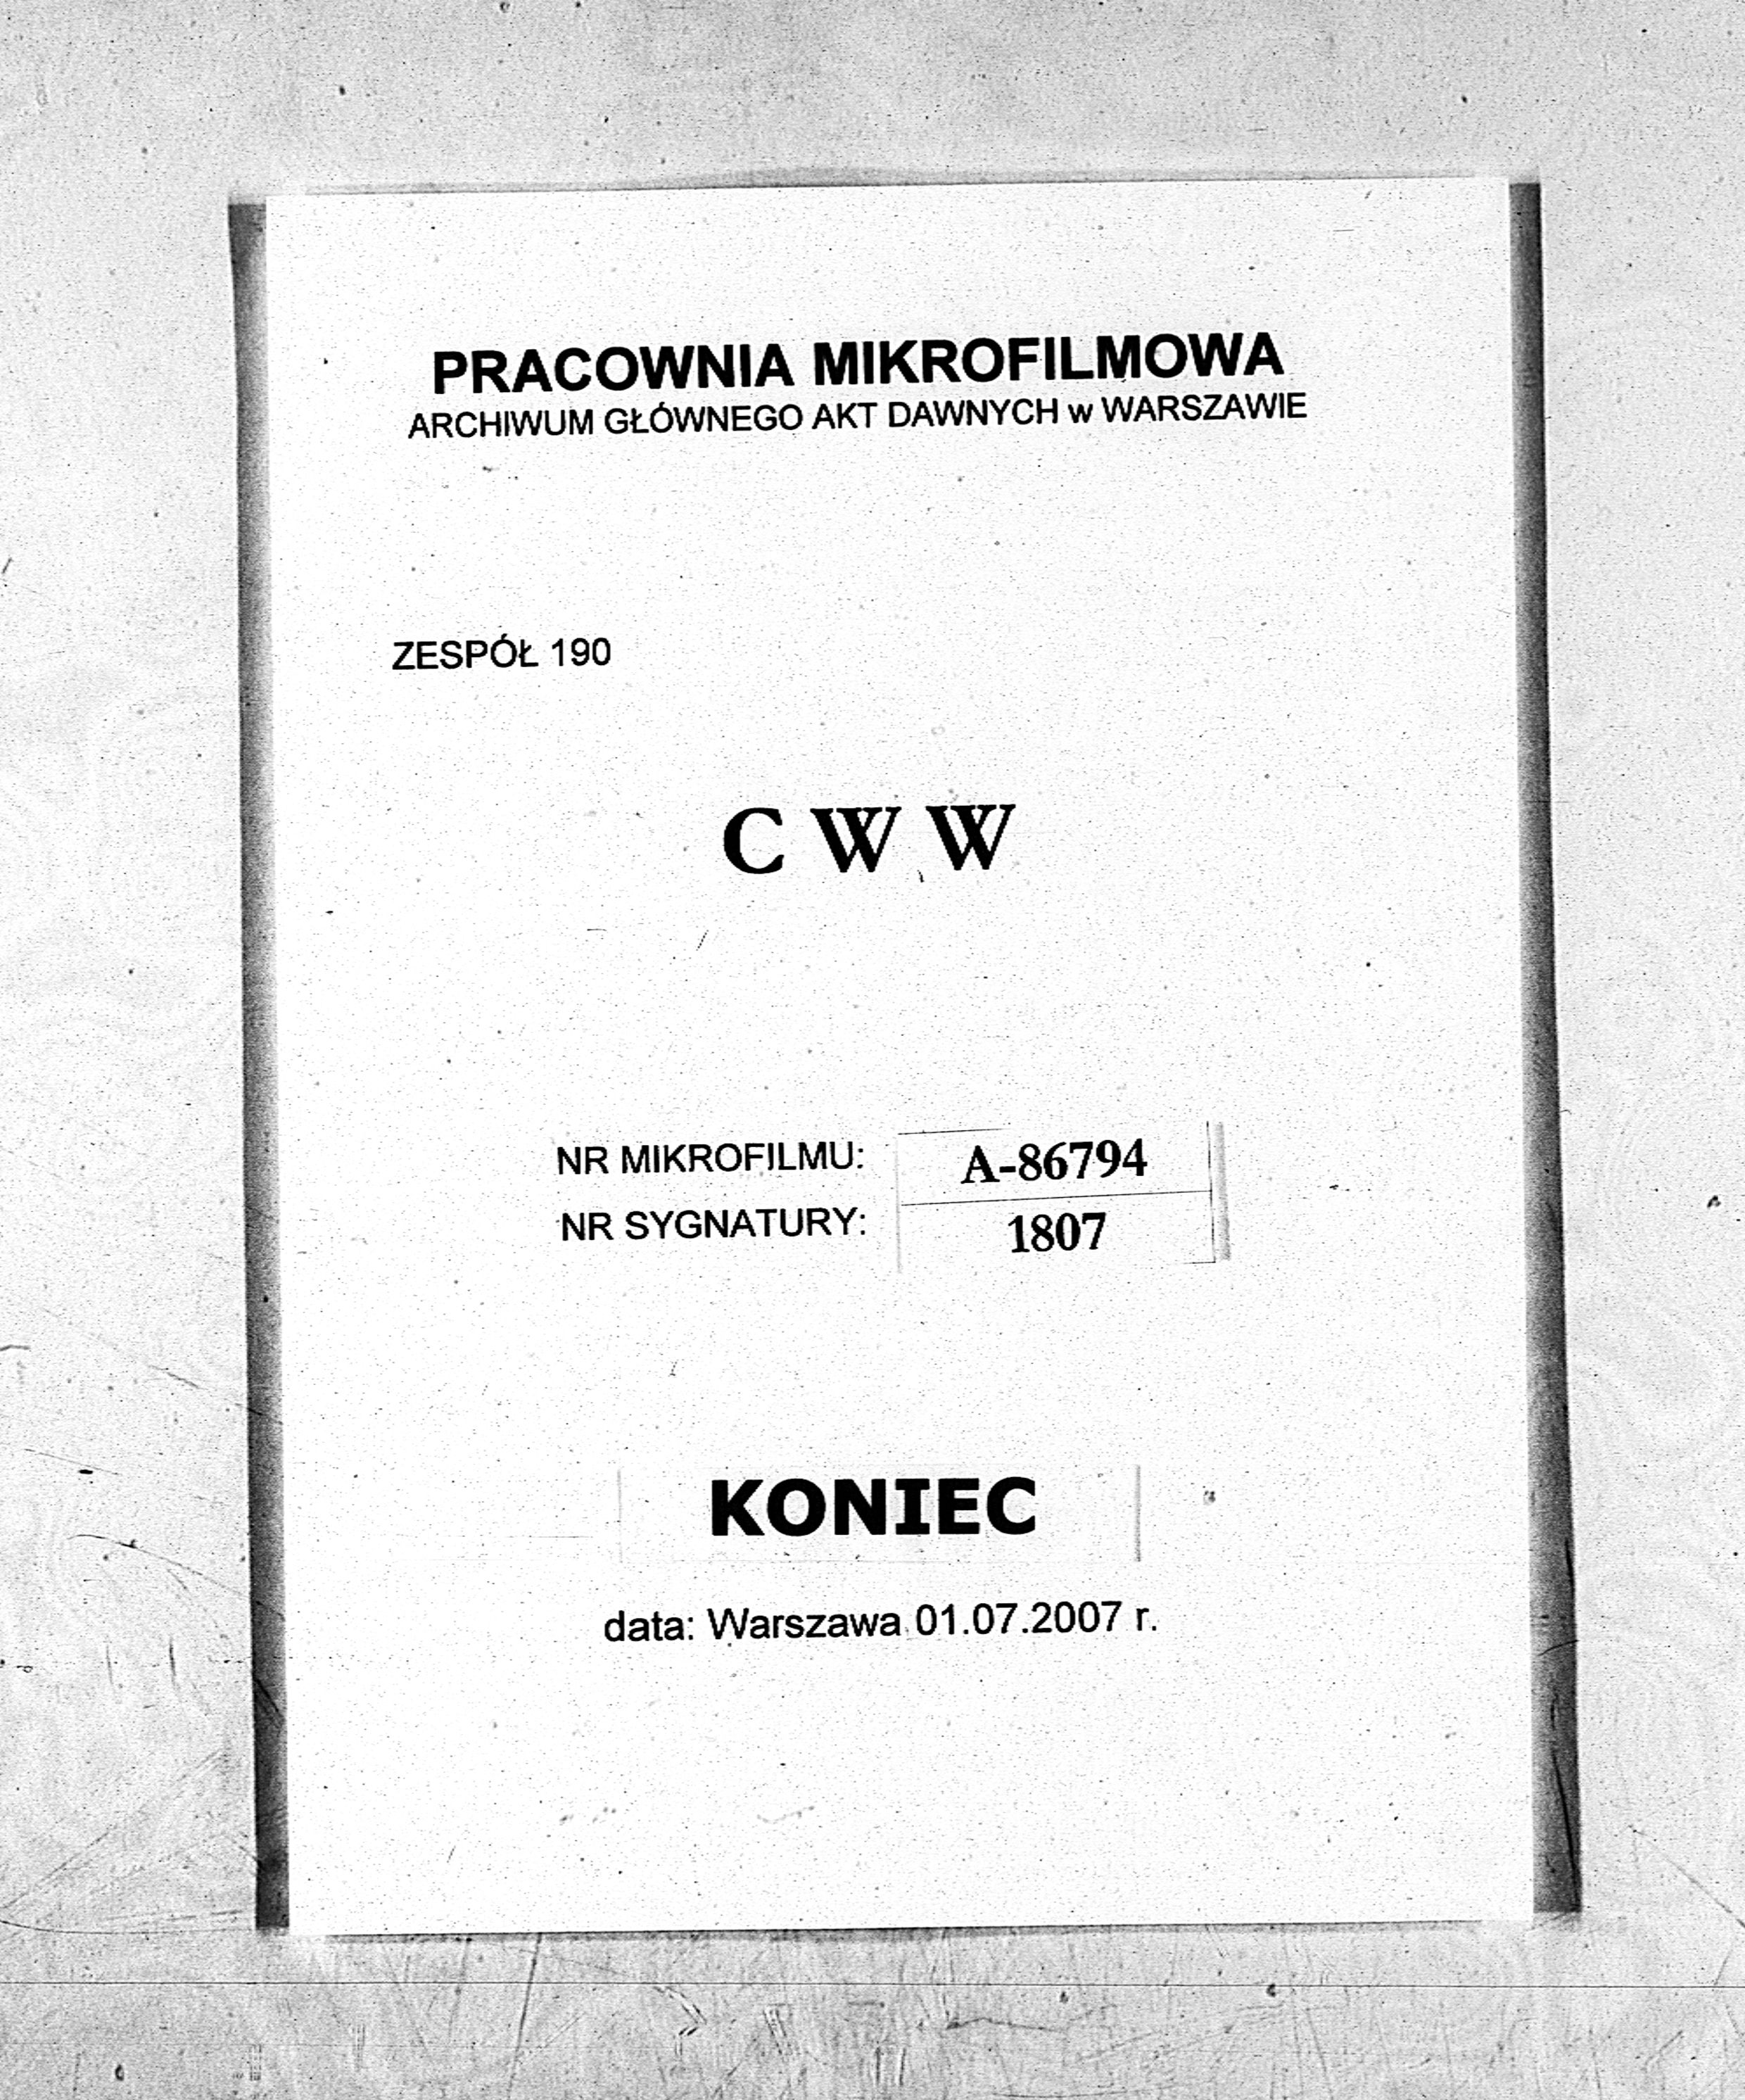 PRACOWNIA MIKROFILMOWA
ARCHIWUM GŁÓWNEGO AKT DAWNYCH w WARSZAWIE
ZESPÓŁ 190
C W W
NR MIKROFILMU: A-86794
NR SYGNATURY: 1807
KONIEC
data: Warszawa 01.07.2007 r.